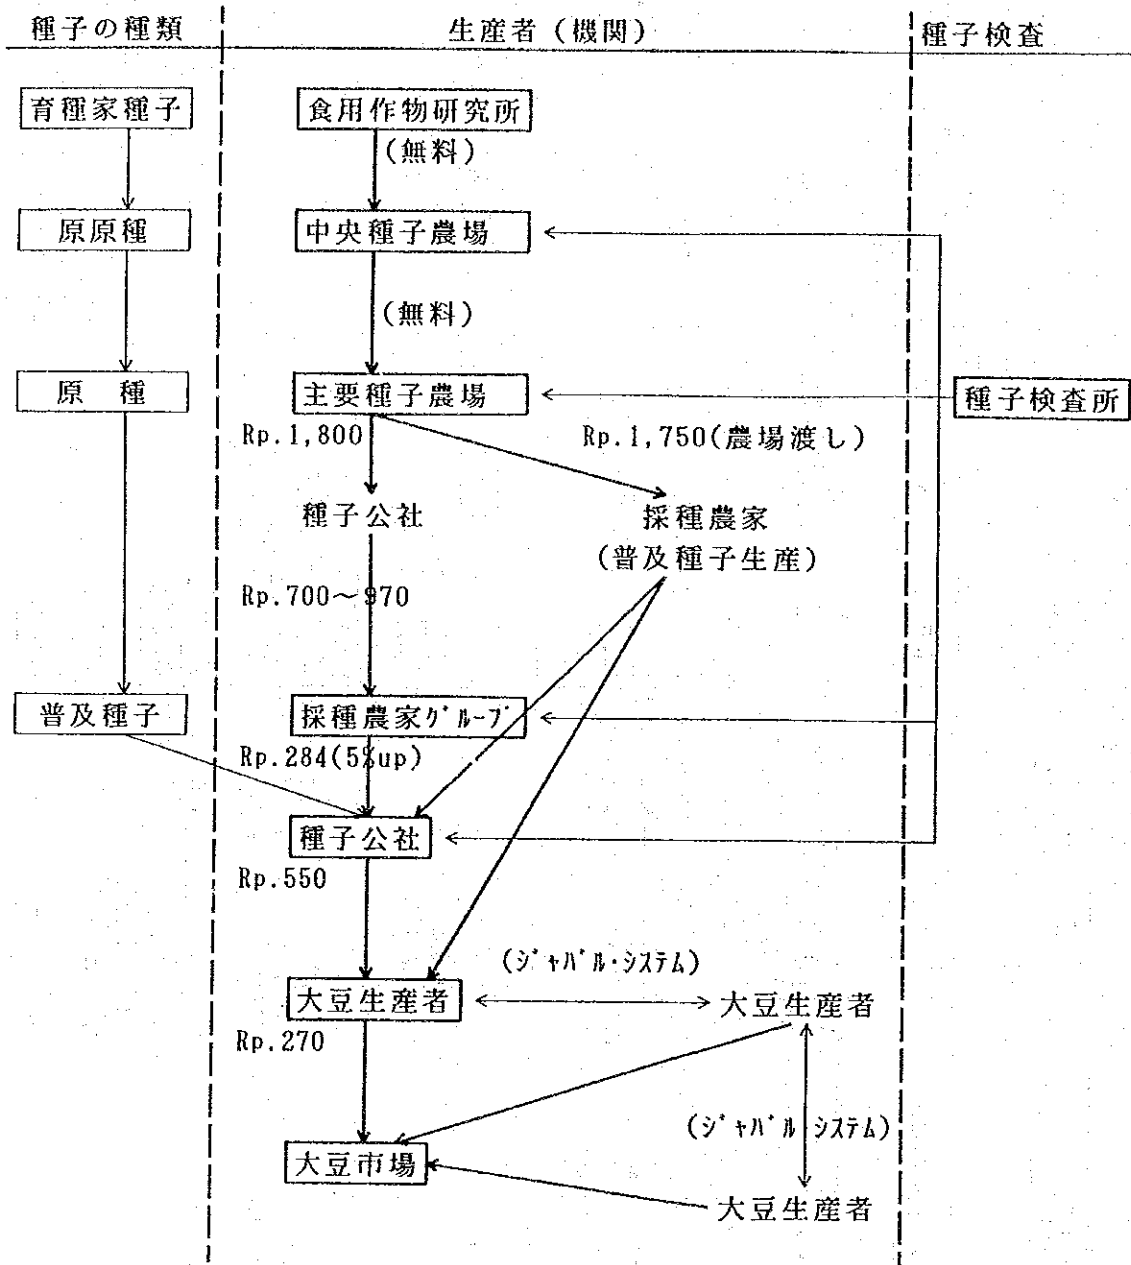 種子の種類
生産者（機関）
種子検査
育種家種子
食用作物研究所
(無料)
原原種
中央種子農場
(無料)
原　種
主要種子農場
種子検査所
Rp.1,800
Rp.1,750(農場渡し)
種子公社
採種農家
(普及種子生産)
Rp.700～970
普及種子
採種農家ｸﾞﾙｰﾌﾟ
Rp.284(5%up)
種子公社
Rp.550
(ｼﾞｬﾊﾞﾙ･ｼｽﾃﾑ)
大豆生産者
大豆生産者
Rp.270
(ｼﾞｬﾊﾞﾙ ｼｽﾃﾑ)
大豆市場
大豆生産者